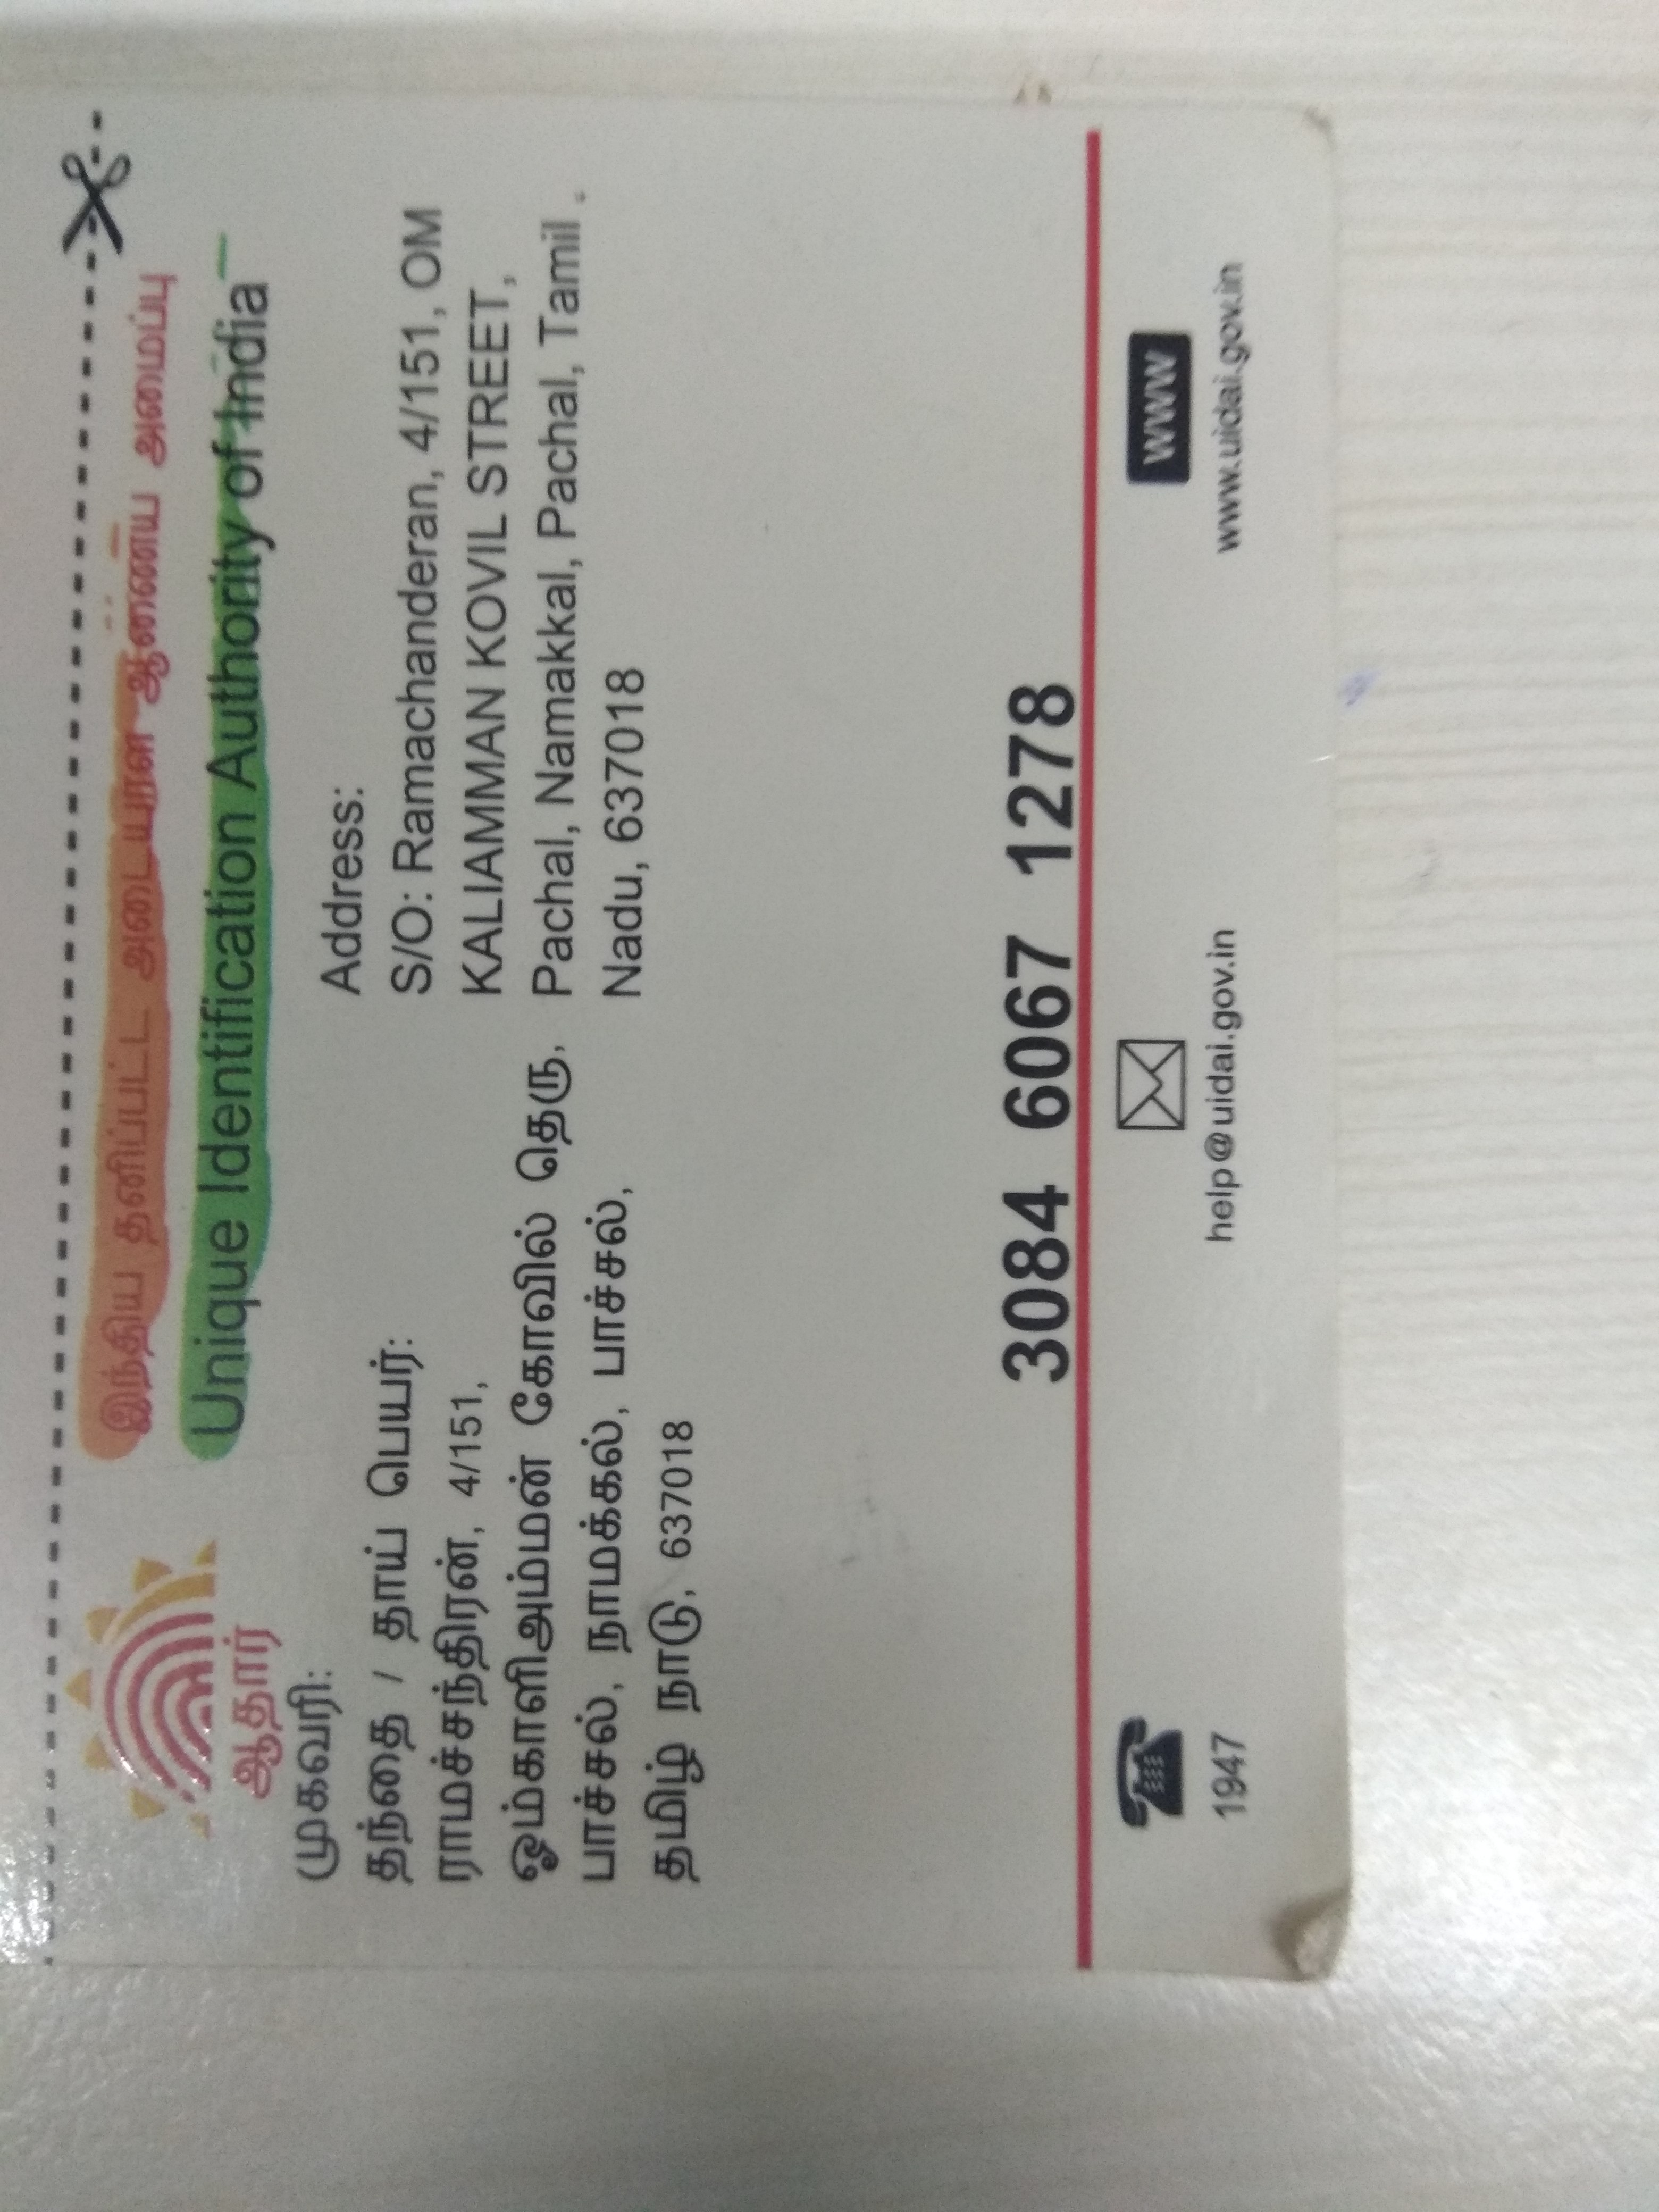 இந்திய தனிப்பட்ட அடையாள ஆணைய அமைப்பு
Unique Identification Authority of India
ஆதார்
முகவரி:
தந்தை / தாய் பெயர்:
ராமச்சந்திரன், 4/151,
ஓம்காளிஅம்மன் கோவில் தெரு,
பாச்சல், நாமக்கல், பாச்சல்,
தமிழ் நாடு, 637018
Address:
S/O: Ramachanderan, 4/151, OM
KALIAMMAN KOVIL STREET,
Pachal, Namakkal, Pachal, Tamil
Nadu, 637018
3084 6067 1278
1947
help@uidai.gov.in
www
www.uidai.gov.in